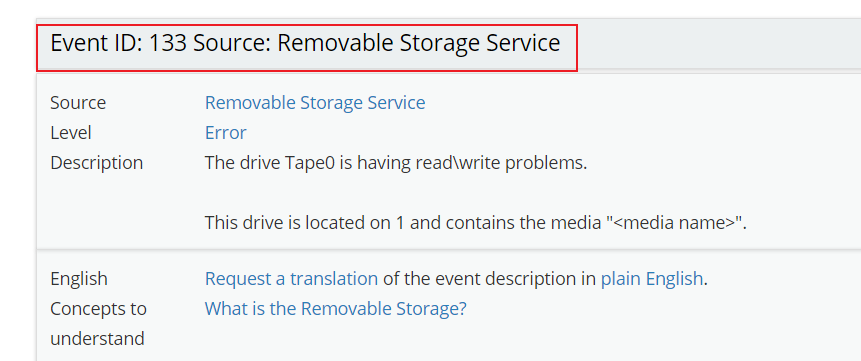 Event ID: 133 Source: Removable Storage Service
Source Removable Storage Service
Level Error
Description The drive Tape0 is having read\write problems.
This drive is located on 1 and contains the media "<media name>".
English Request a translation of the event description in plain English.
Concepts to What is the Removable Storage?
understand